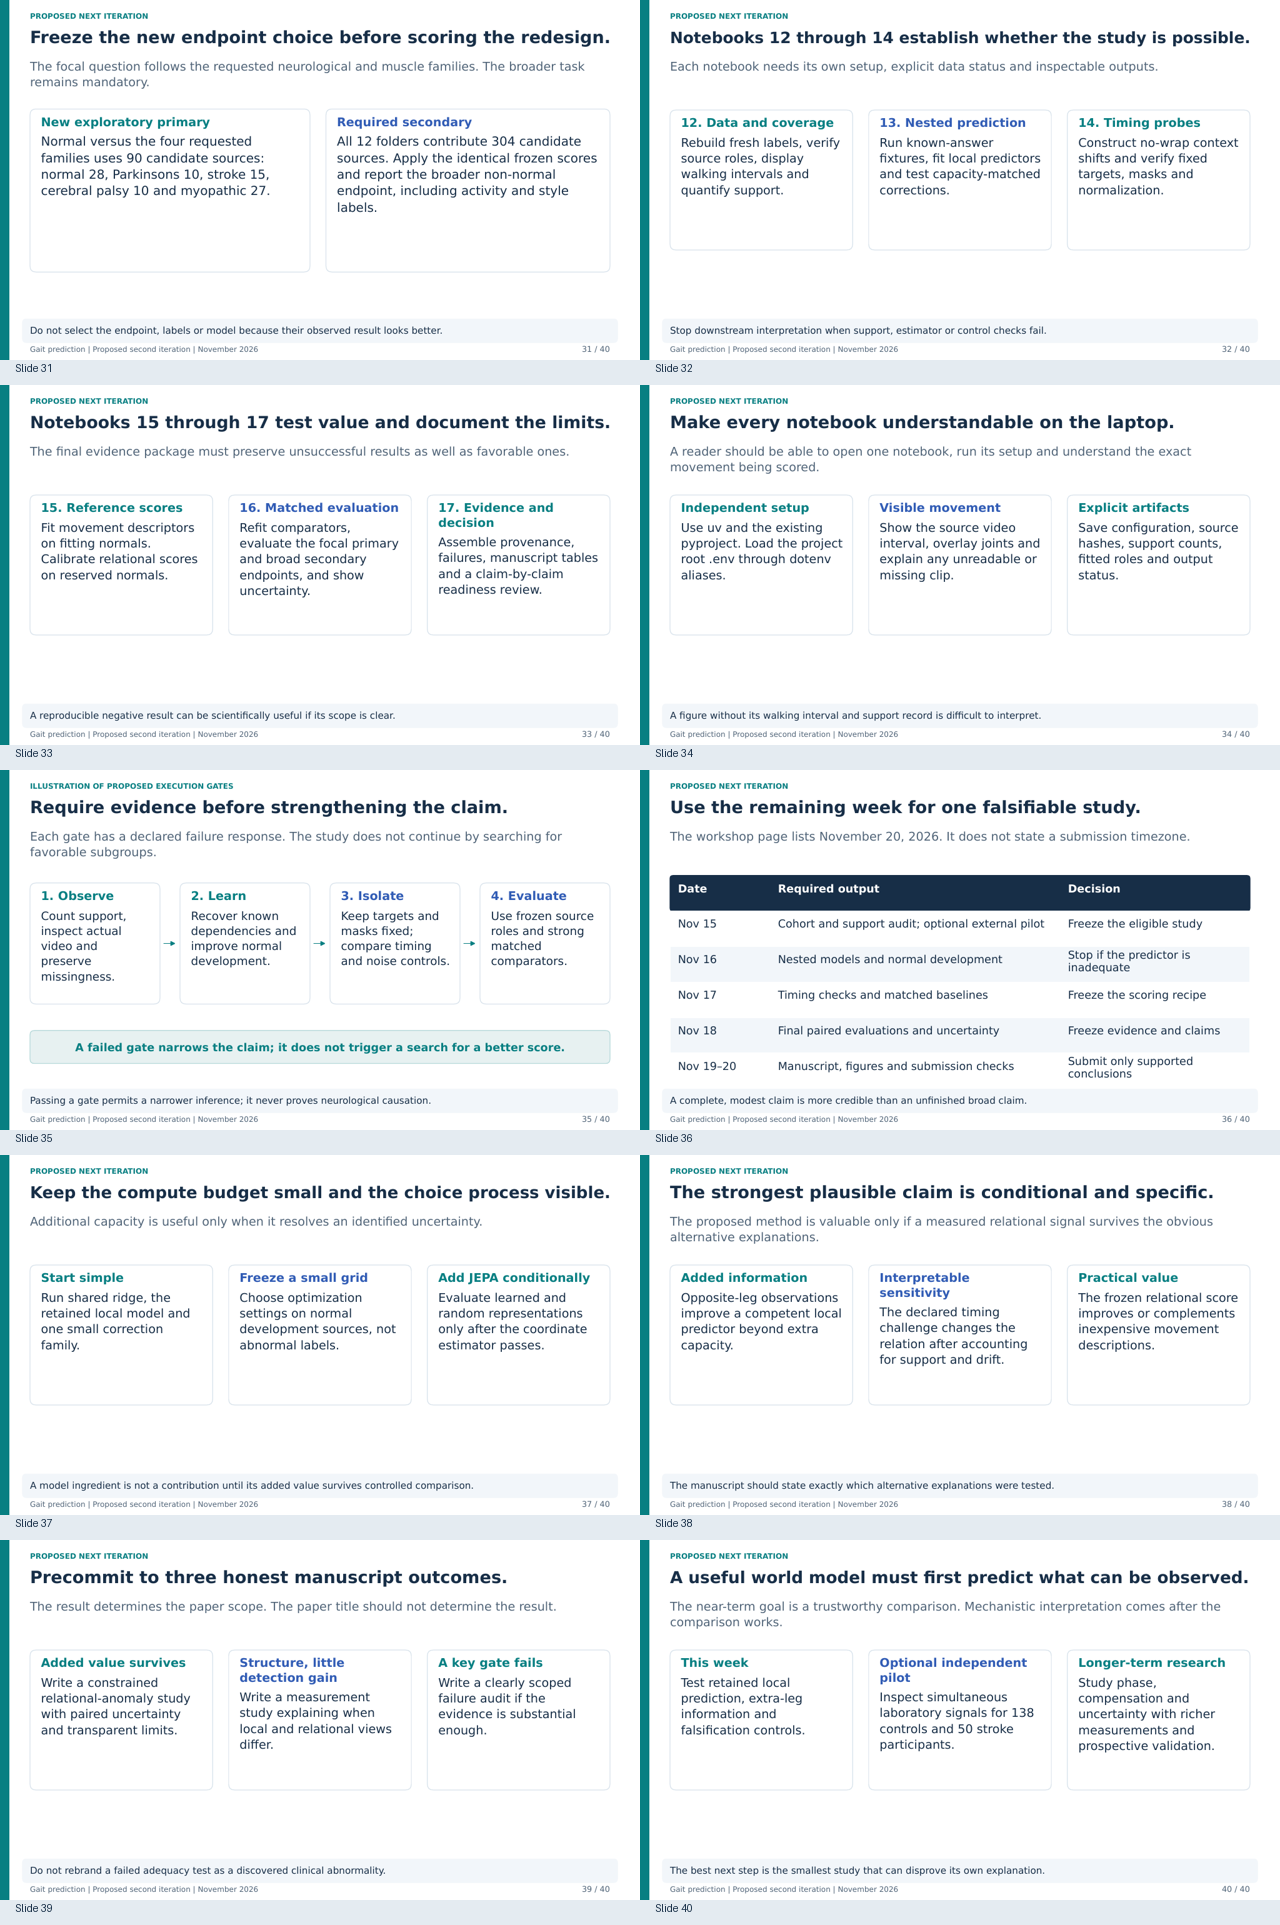 PROPOSED NEXT ITERATION
Freeze the new endpoint choice before scoring the redesign.
The focal question follows the requested neurological and muscle families. The broader task
remains mandatory.
New exploratory primary
Normal versus the four requested
families uses 90 candidate sources:
normal 28, Parkinsons 10, stroke 15,
cerebral palsy 10 and myopathic 27.
Required secondary
All 12 folders contribute 304 candidate
sources. Apply the identical frozen scores
and report the broader non-normal
endpoint, including activity and style
labels.
Do not select the endpoint, labels or model because their observed result looks better.
Gait prediction | Proposed second iteration | November 2026
31 / 40
Slide 31
PROPOSED NEXT ITERATION
Notebooks 12 through 14 establish whether the study is possible.
Each notebook needs its own setup, explicit data status and inspectable outputs.
12. Data and coverage
Rebuild fresh labels, verify
source roles, display
walking intervals and
quantify support.
13. Nested prediction
Run known-answer
fixtures, fit local predictors
and test capacity-matched
corrections.
14. Timing probes
Construct no-wrap context
shifts and verify fixed
targets, masks and
normalization.
Stop downstream interpretation when support, estimator or control checks fail.
Gait prediction | Proposed second iteration | November 2026
32 / 40
Slide 32
PROPOSED NEXT ITERATION
Notebooks 15 through 17 test value and document the limits.
The final evidence package must preserve unsuccessful results as well as favorable ones.
15. Reference scores
Fit movement descriptors
on fitting normals.
Calibrate relational scores
on reserved normals.
16. Matched evaluation
Refit comparators,
evaluate the focal primary
and broad secondary
endpoints, and show
uncertainty.
17. Evidence and
decision
Assemble provenance,
failures, manuscript tables
and a claim-by-claim
readiness review.
A reproducible negative result can be scientifically useful if its scope is clear.
Gait prediction | Proposed second iteration | November 2026
33 / 40
Slide 33
PROPOSED NEXT ITERATION
Make every notebook understandable on the laptop.
A reader should be able to open one notebook, run its setup and understand the exact
movement being scored.
Independent setup
Use uv and the existing
pyproject. Load the project
root .env through dotenv
aliases.
Visible movement
Show the source video
interval, overlay joints and
explain any unreadable or
missing clip.
Explicit artifacts
Save configuration, source
hashes, support counts,
fitted roles and output
status.
A figure without its walking interval and support record is difficult to interpret.
Gait prediction | Proposed second iteration | November 2026
34 / 40
Slide 34
ILLUSTRATION OF PROPOSED EXECUTION GATES
Require evidence before strengthening the claim.
Each gate has a declared failure response. The study does not continue by searching for
favorable subgroups.
1. Observe
Count support,
inspect actual
video and
preserve
missingness.
2. Learn
Recover known
dependencies and
improve normal
development.
3. Isolate
Keep targets and
masks fixed;
compare timing
and noise controls.
4. Evaluate
Use frozen source
roles and strong
matched
comparators.
A failed gate narrows the claim; it does not trigger a search for a better score.
Passing a gate permits a narrower inference; it never proves neurological causation.
Gait prediction | Proposed second iteration | November 2026
35 / 40
Slide 35
PROPOSED NEXT ITERATION
Use the remaining week for one falsifiable study.
The workshop page lists November 20, 2026. It does not state a submission timezone.
Date Required output Decision
Nov 15 Cohort and support audit; optional external pilot Freeze the eligible study
Nov 16 Nested models and normal development Stop if the predictor is
inadequate
Nov 17 Timing checks and matched baselines Freeze the scoring recipe
Nov 18 Final paired evaluations and uncertainty Freeze evidence and claims
Nov 19–20 Manuscript, figures and submission checks Submit only supported
conclusions
A complete, modest claim is more credible than an unfinished broad claim.
Gait prediction | Proposed second iteration | November 2026
36 / 40
Slide 36
PROPOSED NEXT ITERATION
Keep the compute budget small and the choice process visible.
Additional capacity is useful only when it resolves an identified uncertainty.
Start simple
Run shared ridge, the
retained local model and
one small correction
family.
Freeze a small grid
Choose optimization
settings on normal
development sources, not
abnormal labels.
Add JEPA conditionally
Evaluate learned and
random representations
only after the coordinate
estimator passes.
A model ingredient is not a contribution until its added value survives controlled comparison.
Gait prediction | Proposed second iteration | November 2026
37 / 40
Slide 37
PROPOSED NEXT ITERATION
The strongest plausible claim is conditional and specific.
The proposed method is valuable only if a measured relational signal survives the obvious
alternative explanations.
Added information
Opposite-leg observations
improve a competent local
predictor beyond extra
capacity.
Interpretable
sensitivity
The declared timing
challenge changes the
relation after accounting
for support and drift.
Practical value
The frozen relational score
improves or complements
inexpensive movement
descriptions.
The manuscript should state exactly which alternative explanations were tested.
Gait prediction | Proposed second iteration | November 2026
38 / 40
Slide 38
PROPOSED NEXT ITERATION
Precommit to three honest manuscript outcomes.
The result determines the paper scope. The paper title should not determine the result.
Added value survives
Write a constrained
relational-anomaly study
with paired uncertainty
and transparent limits.
Structure, little
detection gain
Write a measurement
study explaining when
local and relational views
differ.
A key gate fails
Write a clearly scoped
failure audit if the
evidence is substantial
enough.
Do not rebrand a failed adequacy test as a discovered clinical abnormality.
Gait prediction | Proposed second iteration | November 2026
39 / 40
Slide 39
PROPOSED NEXT ITERATION
A useful world model must first predict what can be observed.
The near-term goal is a trustworthy comparison. Mechanistic interpretation comes after the
comparison works.
This week
Test retained local
prediction, extra-leg
information and
falsification controls.
Optional independent
pilot
Inspect simultaneous
laboratory signals for 138
controls and 50 stroke
participants.
Longer-term research
Study phase,
compensation and
uncertainty with richer
measurements and
prospective validation.
The best next step is the smallest study that can disprove its own explanation.
Gait prediction | Proposed second iteration | November 2026
40 / 40
Slide 40